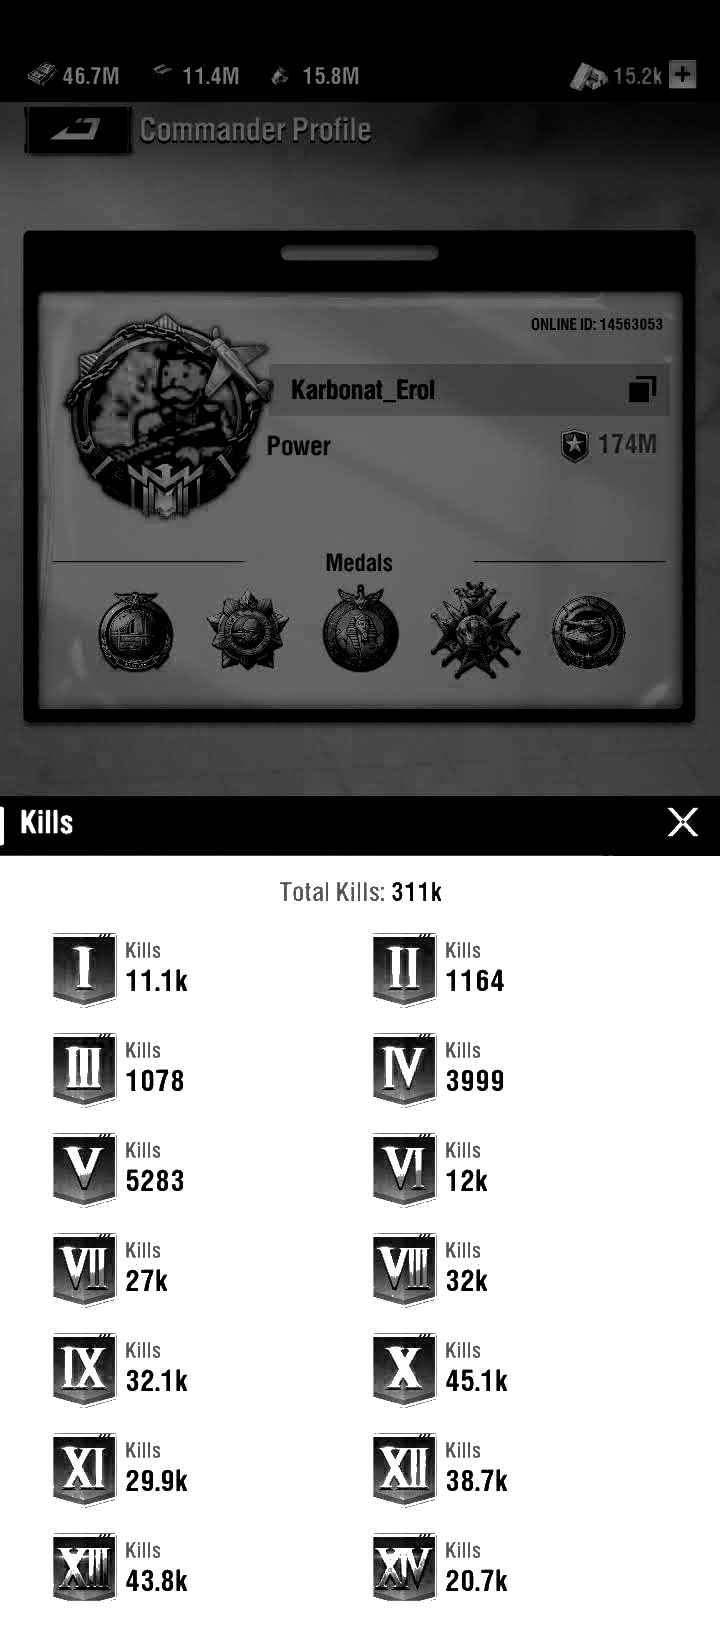 46.7M 11.4M 15.8M 15.2k
Commander Profile
ONLINE ID: 14563053
Karbonat_Erol
Power 174M
Medals
Kills
Total Kills: 311k
I Kills 11.1k
II Kills 1164
III Kills 1078
IV Kills 3999
V Kills 5283
VI Kills 12k
VII Kills 27k
VIII Kills 32k
IX Kills 32.1k
X Kills 45.1k
XI Kills 29.9k
XII Kills 38.7k
XIII Kills 43.8k
XIV Kills 20.7k